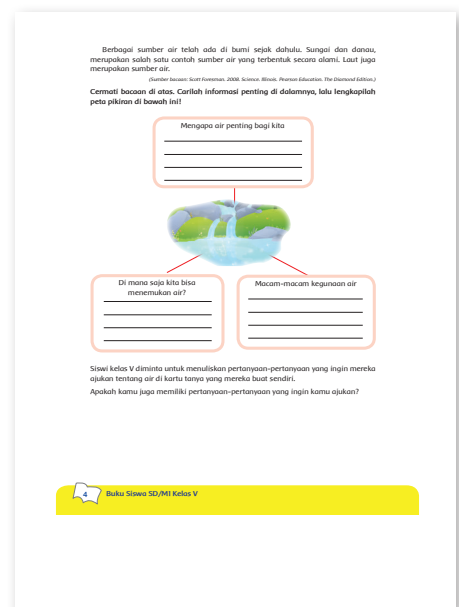 Berbagai sumber air telah ada di bumi sejak dahulu. Sungai dan danau,
merupakan salah satu contoh sumber air yang terbentuk secara alami. Laut juga
merupakan sumber air.
(Sumber bacaan: Scott Foresman. 2008. Science. Illinois. Pearson Education. The Diamond Edition.)
Cermati bacaan di atas. Carilah informasi penting di dalamnya, lalu lengkapilah
peta pikiran di bawah ini!
Mengapa air penting bagi kita
Di mana saja kita bisa
menemukan air?
Macam-macam kegunaan air
Siswi kelas V diminta untuk menuliskan pertanyaan-pertanyaan yang ingin mereka
ajukan tentang air di kartu tanya yang mereka buat sendiri.
Apakah kamu juga memiliki pertanyaan-pertanyaan yang ingin kamu ajukan?
4
Buku Siswa SD/MI Kelas V